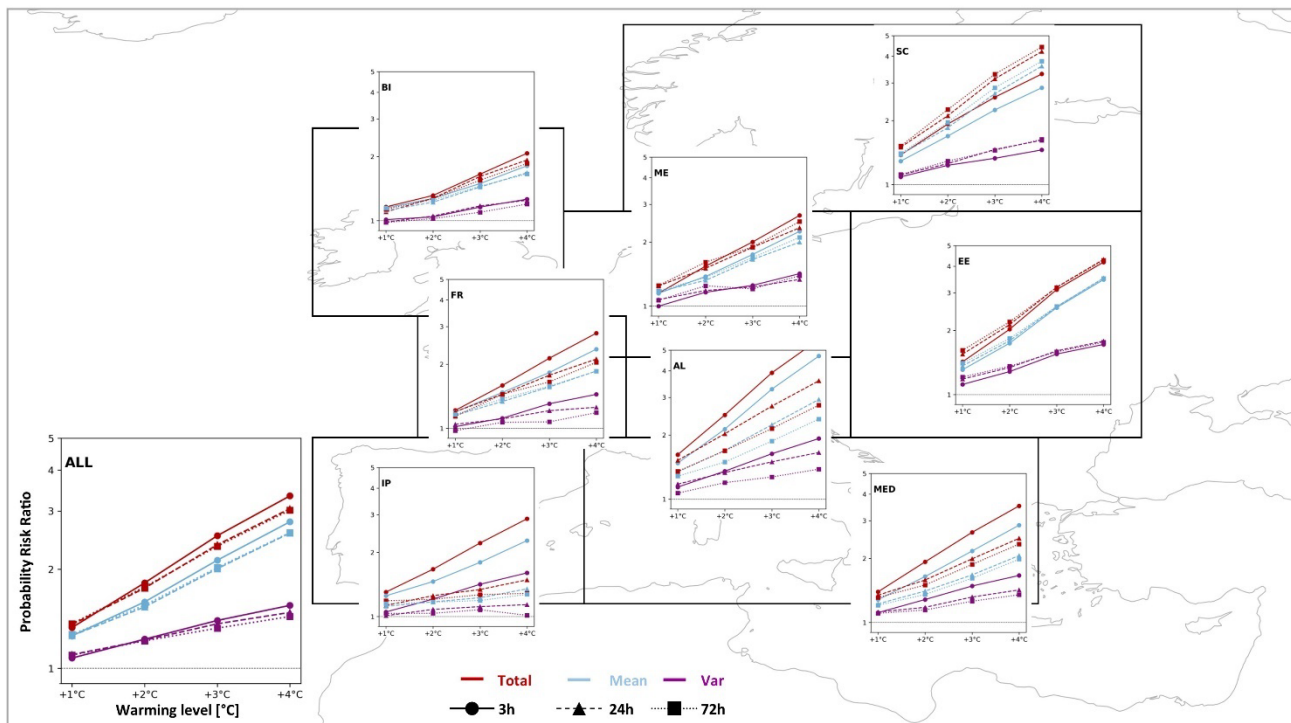 SC
5
4
3
2
1
+1°C +2°C +3°C +4°C
BI
5
4
3
2
1
+1°C +2°C +3°C +4°C
ME
5
4
3
2
1
+1°C +2°C +3°C +4°C
EE
5
4
3
2
1
+1°C +2°C +3°C +4°C
FR
5
4
3
2
1
+1°C +2°C +3°C +4°C
AL
5
4
3
2
1
+1°C +2°C +3°C +4°C
ALL
5
4
3
2
1
+1°C +2°C +3°C +4°C
Probability Risk Ratio
Warming level [°C]
IP
5
4
3
2
1
+1°C +2°C +3°C +4°C
MED
5
4
3
2
1
+1°C +2°C +3°C +4°C
Total Mean Var
3h 24h 72h